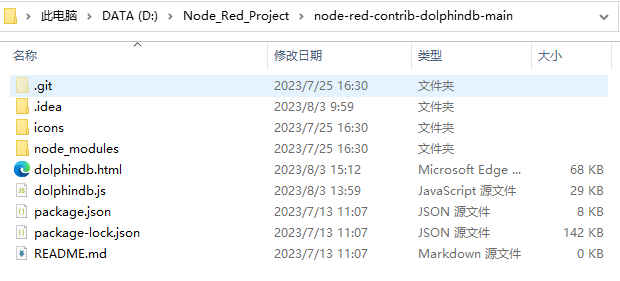 此电脑 > DATA (D:) > Node_Red_Project > node-red-contrib-dolphindb-main
名称 修改日期 类型 大小
.git 2023/7/25 16:30 文件夹
.idea 2023/8/3 9:59 文件夹
icons 2023/7/25 16:30 文件夹
node_modules 2023/7/25 16:30 文件夹
dolphindb.html 2023/8/3 15:12 Microsoft Edge ... 68 KB
dolphindb.js 2023/8/3 13:59 JavaScript 源文件 29 KB
package.json 2023/7/13 11:07 JSON 源文件 8 KB
package-lock.json 2023/7/13 11:07 JSON 源文件 142 KB
README.md 2023/7/13 11:07 Markdown 源文件 0 KB